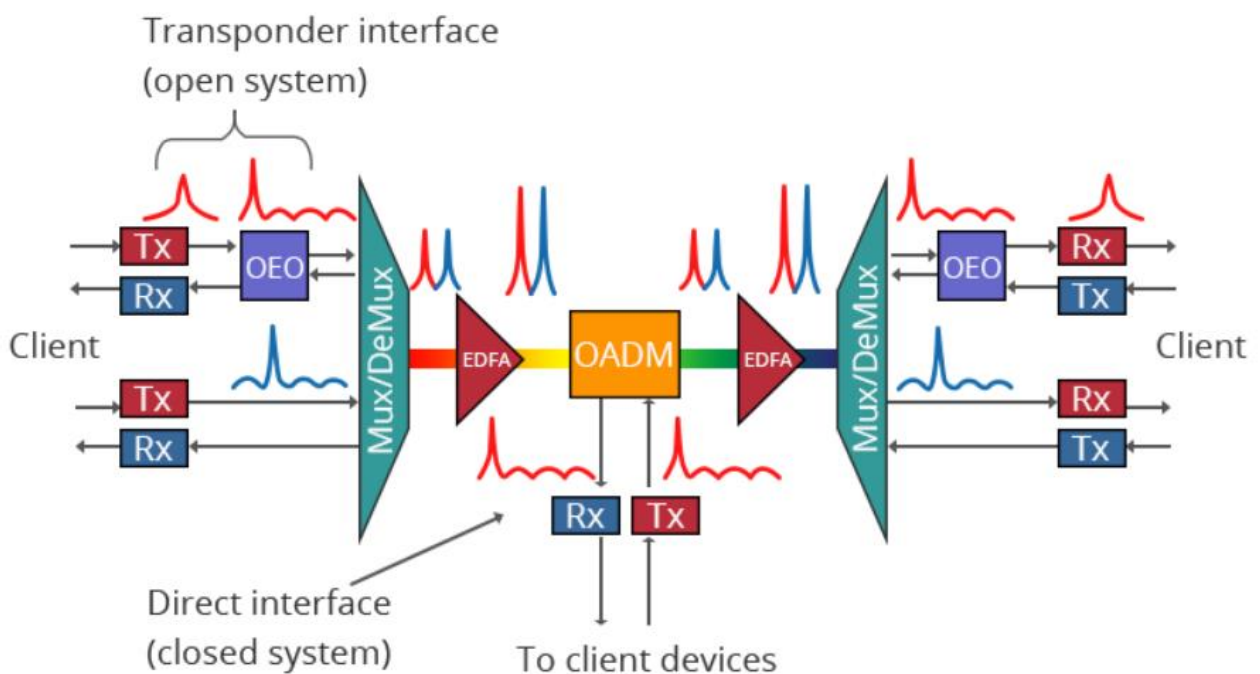 Transponder interface
(open system)
Tx
Rx
OEO
Client
Tx
Rx
Mux/DeMux
EDFA
OADM
EDFA
Mux/DeMux
OEO
Rx
Tx
Client
Rx
Tx
Rx
Tx
Direct interface
(closed system)
To client devices